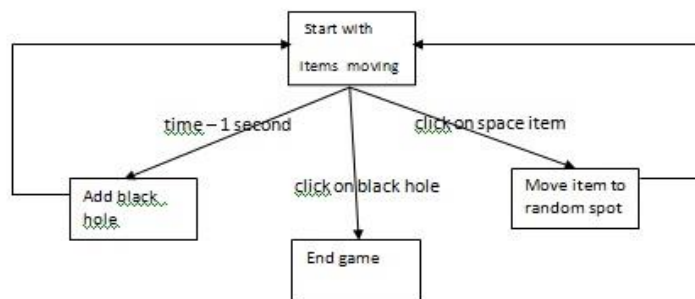 Start with
items moving
time – 1 second
click on space item
click on black hole
Add black
hole
Move item to
random spot
End game